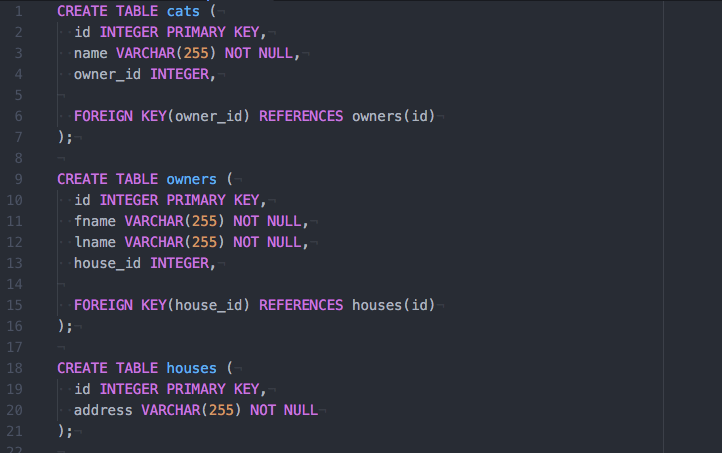 1 CREATE TABLE cats (
2 id INTEGER PRIMARY KEY,
3 name VARCHAR(255) NOT NULL,
4 owner_id INTEGER,
5
6 FOREIGN KEY(owner_id) REFERENCES owners(id)
7 );
8
9 CREATE TABLE owners (
10 id INTEGER PRIMARY KEY,
11 fname VARCHAR(255) NOT NULL,
12 lname VARCHAR(255) NOT NULL,
13 house_id INTEGER,
14
15 FOREIGN KEY(house_id) REFERENCES houses(id)
16 );
17
18 CREATE TABLE houses (
19 id INTEGER PRIMARY KEY,
20 address VARCHAR(255) NOT NULL
21 );
22